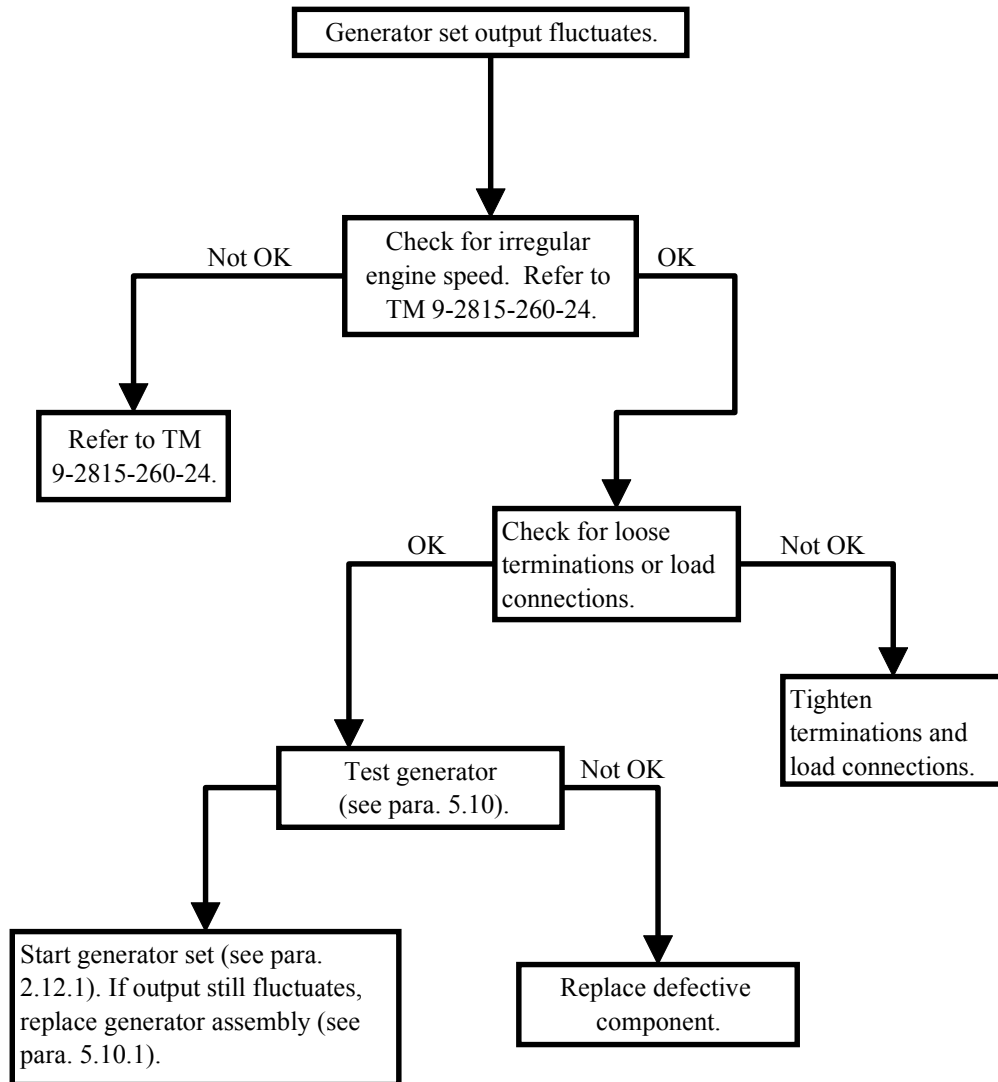 Generator set output fluctuates.
Not OK
Check for irregular
engine speed.  Refer to
TM 9-2815-260-24.
OK
Refer to TM
9-2815-260-24.
OK
Check for loose
terminations or load
connections.
Not OK
Tighten
terminations and
load connections.
Test generator
(see para. 5.10).
Not OK
Start generator set (see para.
2.12.1). If output still fluctuates,
replace generator assembly (see
para. 5.10.1).
Replace defective
component.